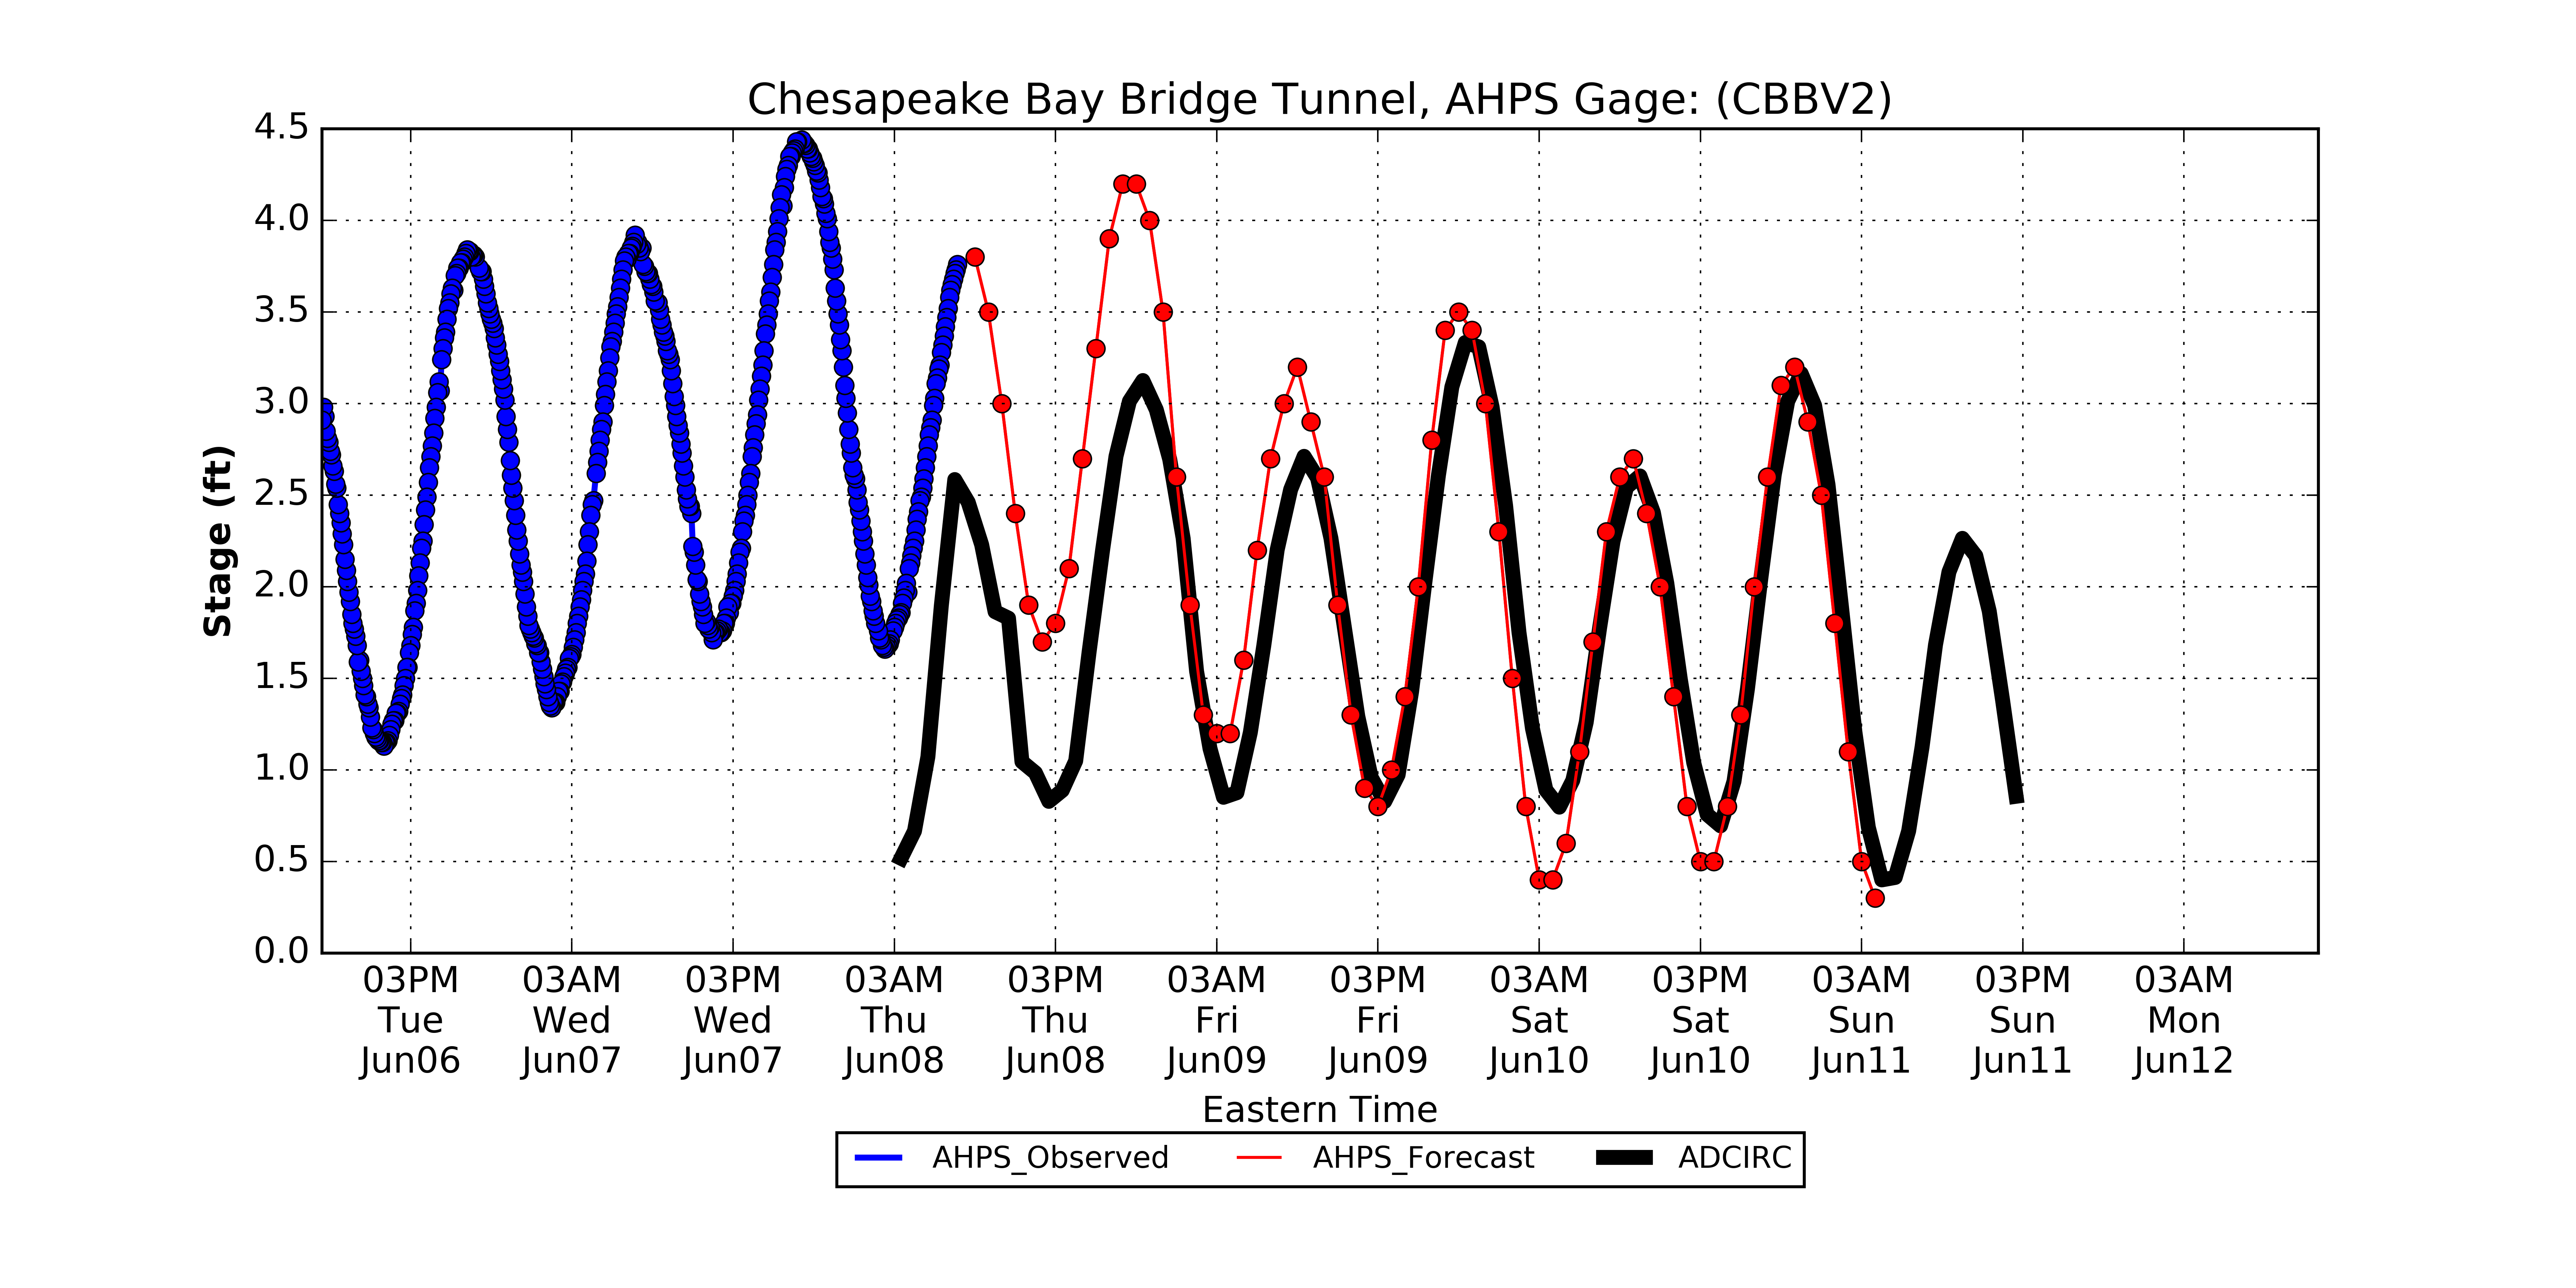 Chesapeake Bay Bridge Tunnel, AHPS Gage: (CBBV2)
4.5
4.0
3.5
3.0
2.5
2.0
1.5
1.0
0.5
0.0
Stage (ft)
03PM 03AM 03PM 03AM 03PM 03AM 03PM 03AM 03PM 03AM 03PM 03AM
Tue Wed Wed Thu Thu Fri Fri Sat Sat Sun Sun Mon
Jun06 Jun07 Jun07 Jun08 Jun08 Jun09 Jun09 Jun10 Jun10 Jun11 Jun11 Jun12
Eastern Time
AHPS_Observed AHPS_Forecast ADCIRC